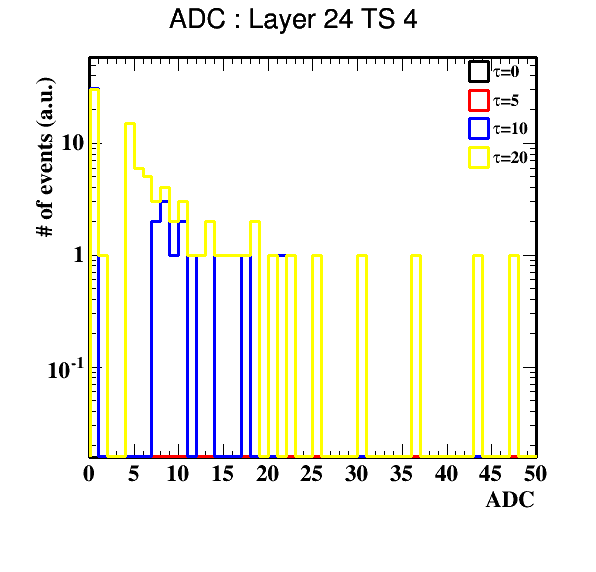 ADC : Layer 24 TS 4
# of events (a.u.)
10
1
10⁻¹
τ=0
τ=5
τ=10
τ=20
0 5 10 15 20 25 30 35 40 45 50
ADC